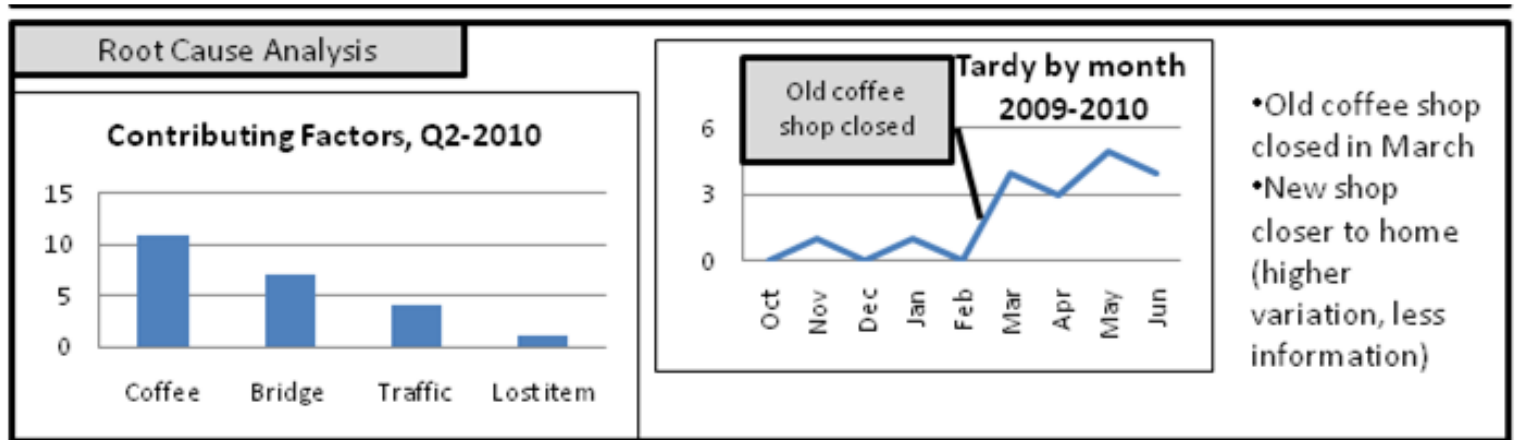 Root Cause Analysis
Contributing Factors, Q2-2010
15
10
5
0
Coffee Bridge Traffic Lost item
Old coffee
shop closed
Tardy by month
2009-2010
6
3
0
Oct Nov Dec Jan Feb Mar Apr May Jun
•Old coffee shop
closed in March
•New shop
closer to home
(higher
variation, less
information)